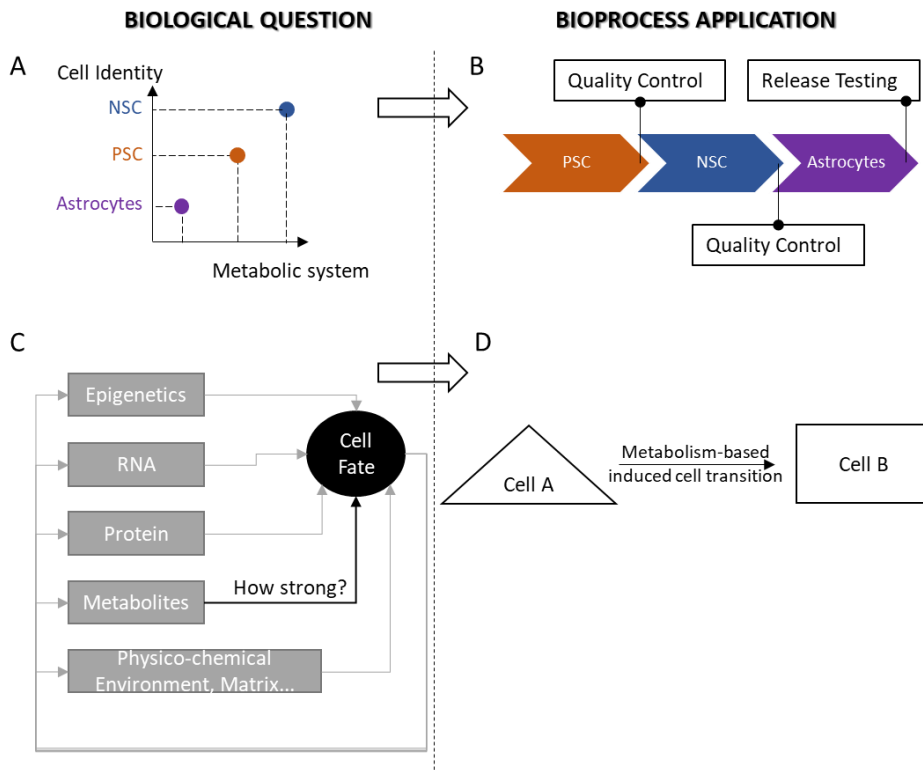 BIOLOGICAL QUESTION
BIOPROCESS APPLICATION
A
Cell Identity
NSC
PSC
Astrocytes
Metabolic system
B
Quality Control
Release Testing
PSC
NSC
Astrocytes
Quality Control
C
Epigenetics
RNA
Protein
Metabolites
Physico-chemical
Environment, Matrix...
Cell
Fate
How strong?
D
Cell A
Metabolism-based
induced cell transition
Cell B